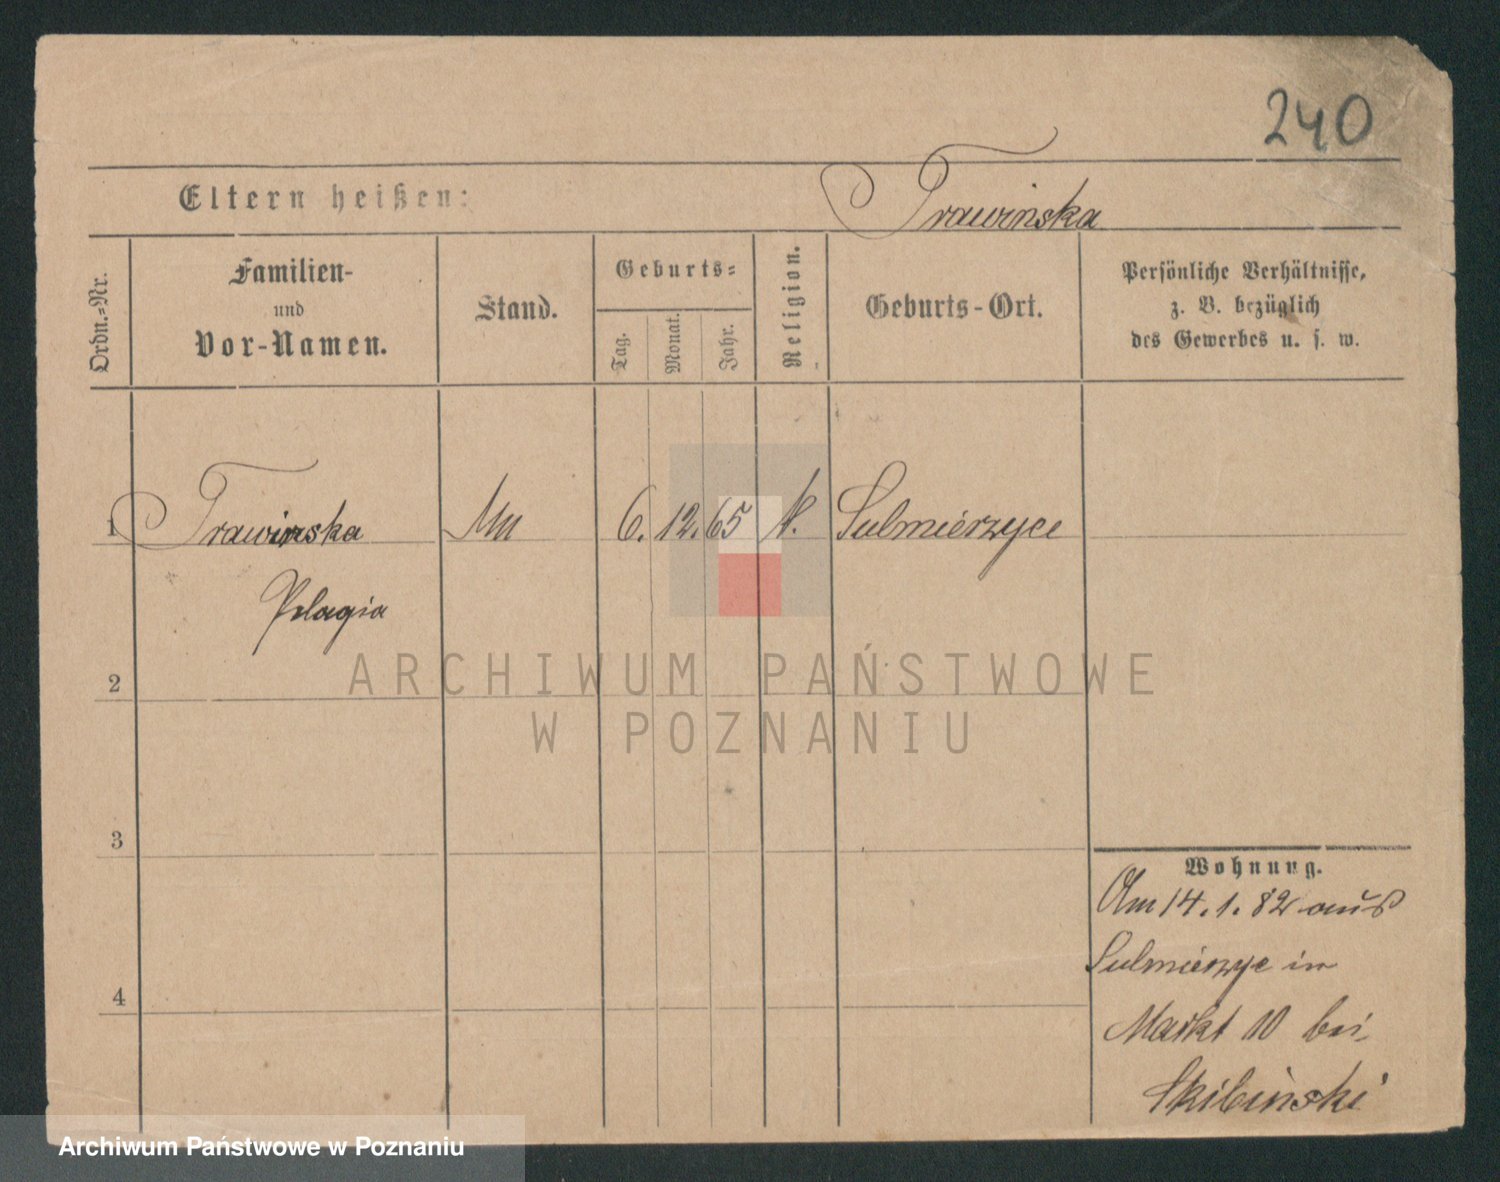 240
Eltern heißen:
Trawinska
Ordn.-Nr.
Familien-
und
Vor-Namen.
Stand.
Geburts-
Tag.
Monat.
Jahr.
Religion.
Geburts-Ort.
Persönliche Verhältnisse,
z. B. bezüglich
des Gewerbes u. s. w.
1 Trawinska 6. 12. 65 Sulmierzyce
Pelagia
2
3
4
Wohnung.
Am 14. 1. 82 aus
Sulmierzyce in
Markt 10 bei
Skibinski
ARCHIWUM PAŃSTWOWE
W POZNANIU
Archiwum Państwowe w Poznaniu